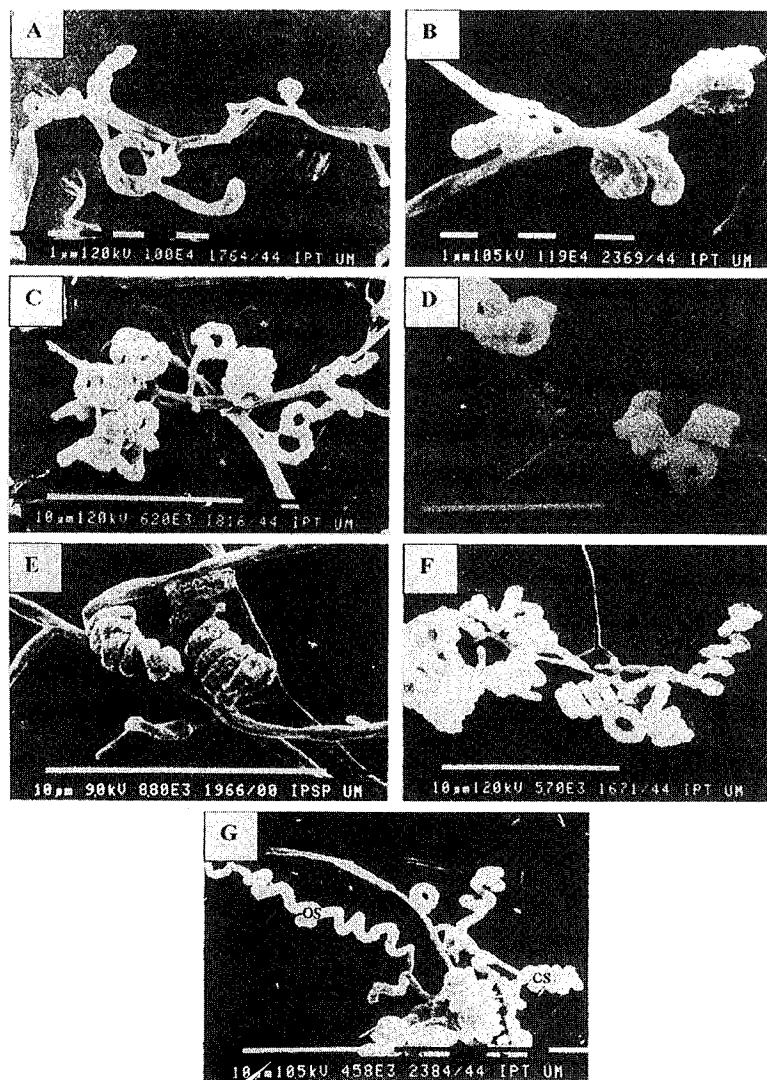 A
1µm120kV 100E4 1764/44 IPT UM
B
1µm105kV 119E4 2369/44 IPT UM
C
10µm120kV 620E3 1816/44 IPT UM
D
E
10µm 90kV 880E3 1966/00 IPSP UM
F
10µm120kV 570E3 1671/44 IPT UM
G
OS
CS
10µm105kV 458E3 2384/44 IPT UM